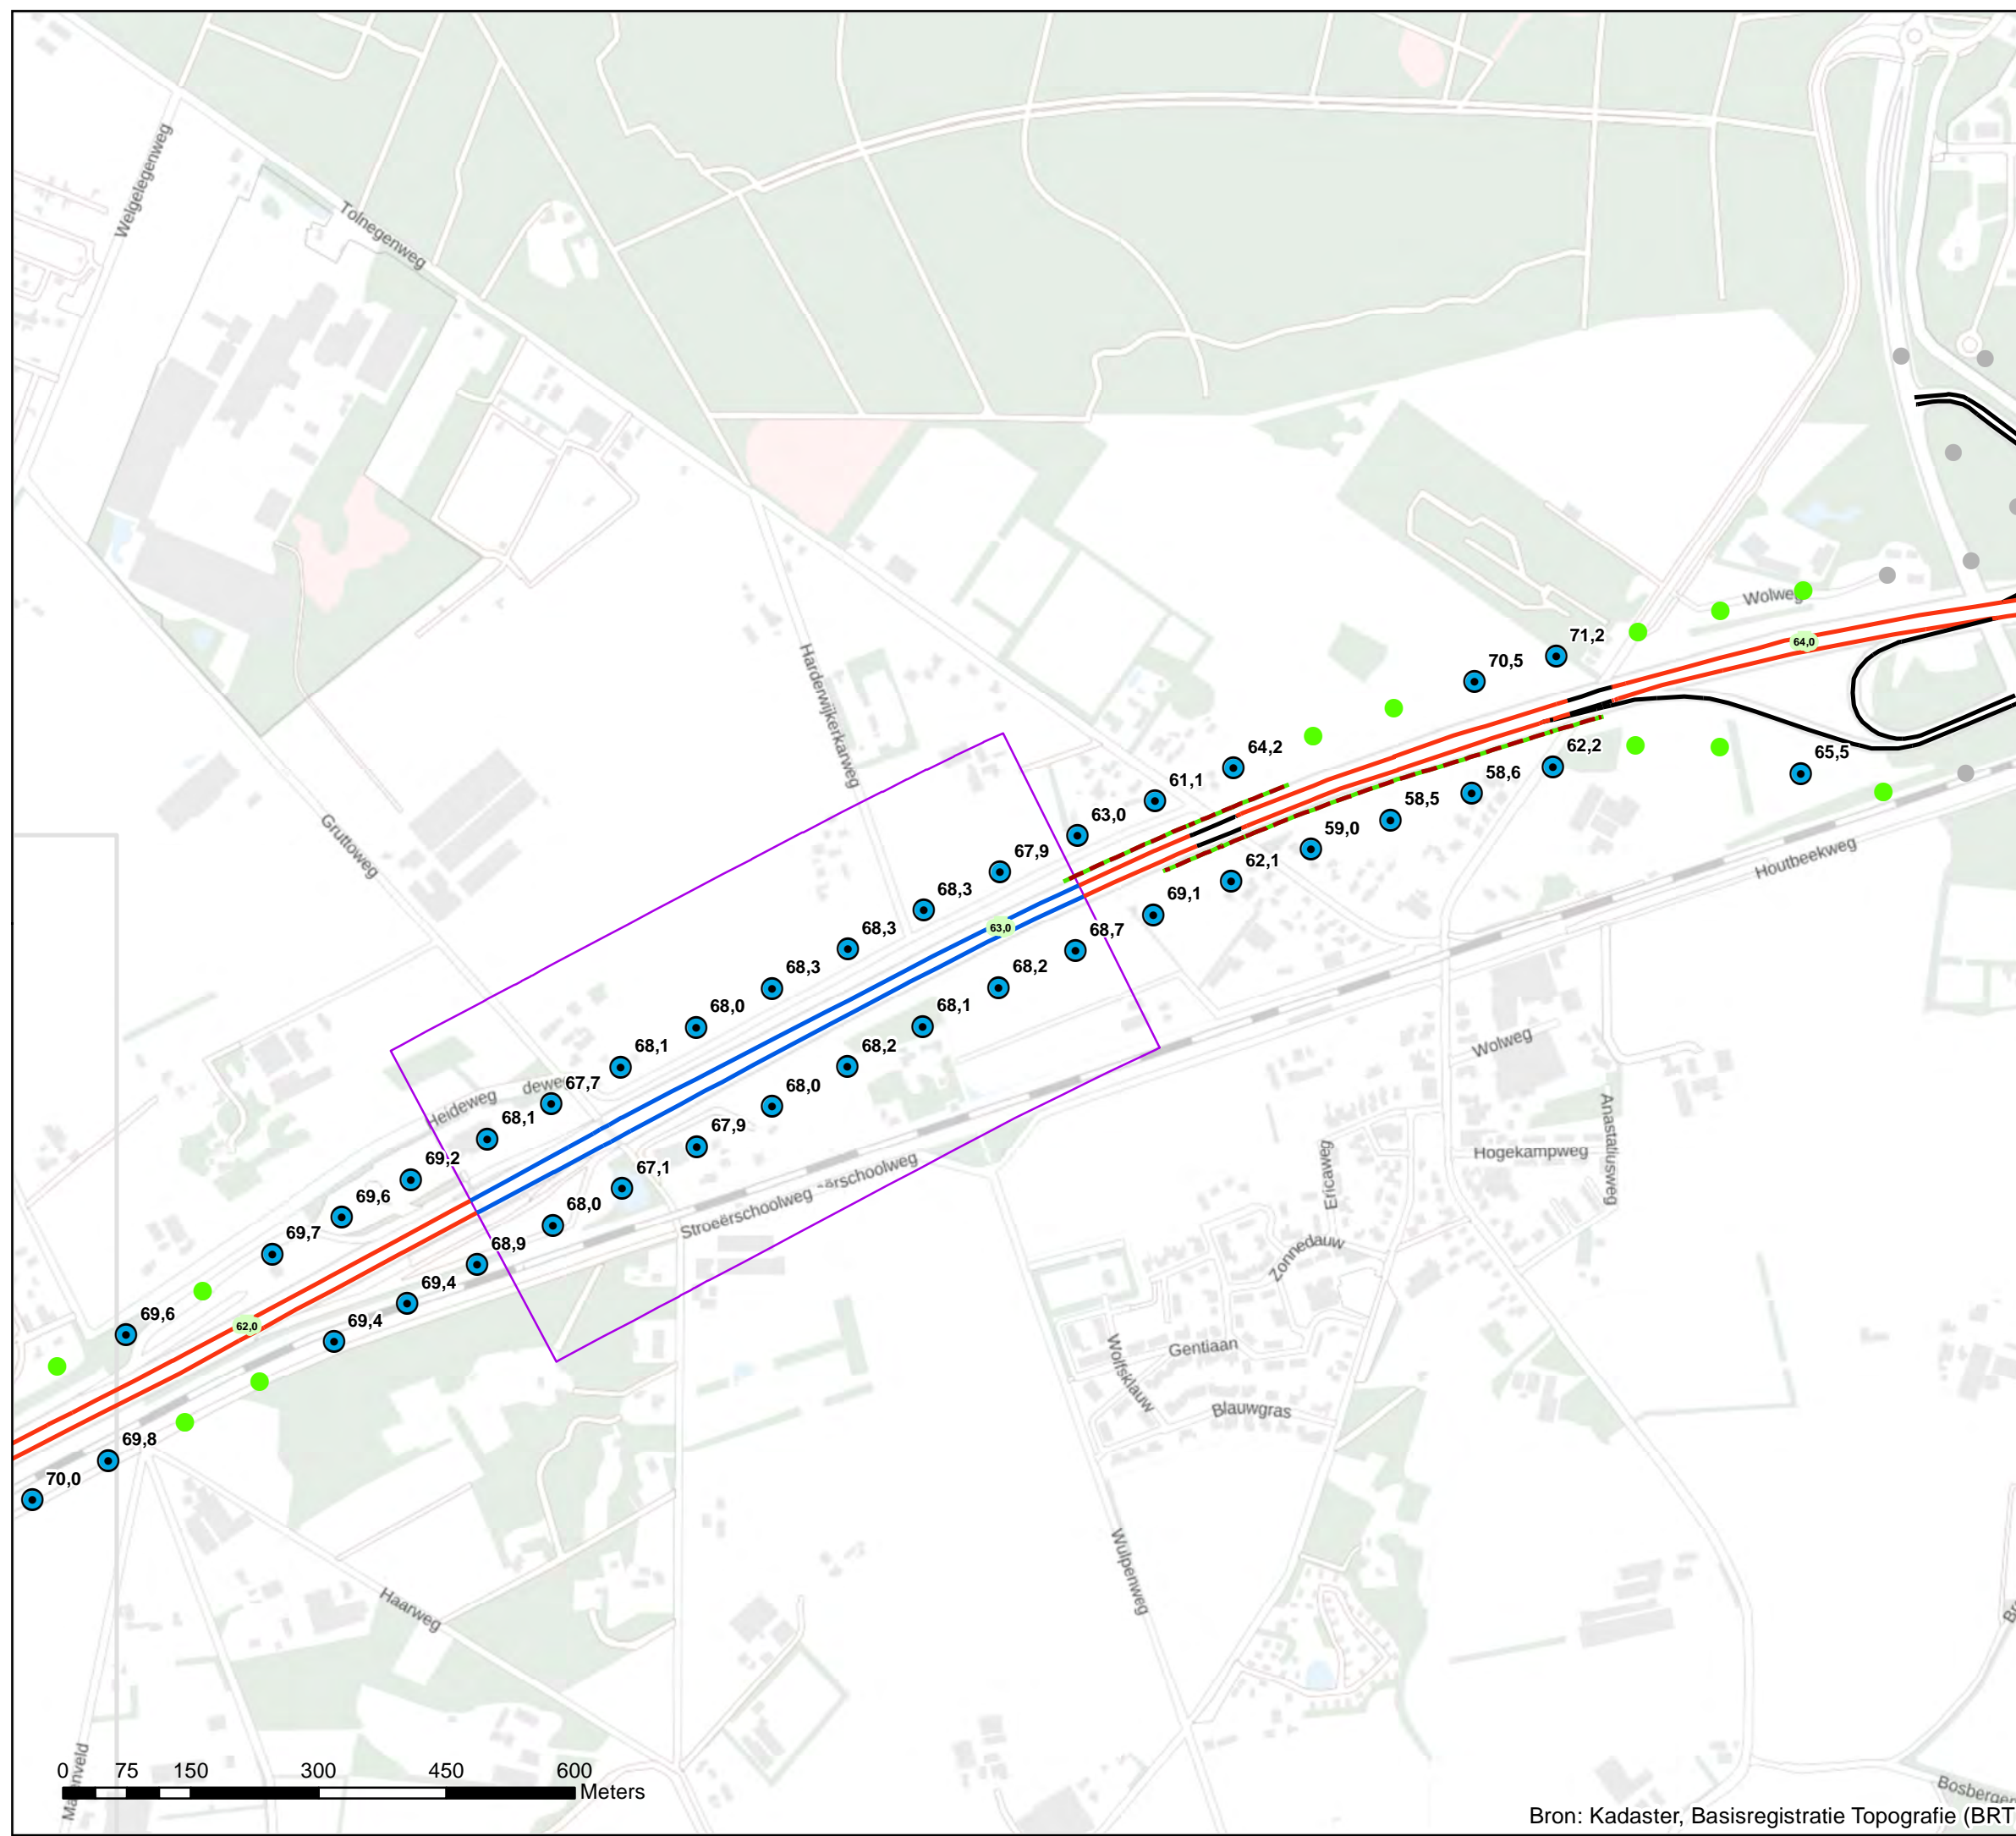 Welgelegenweg
Tolnegenweg
Wolweg
71,2
70,5
64,0
Harderwijkerkarweg
64,2
62,2
65,5
61,1
58,6
63,0
58,5
Gruttoweg
59,0
Houtbeekweg
67,9
62,1
68,3
69,1
63,0
68,7
68,3
68,3
68,2
68,0
68,1
Wolweg
68,1
68,2
Heideweg
67,7
68,0
68,1
67,9
Anastatiusweg
Hogekampweg
Ericaweg
69,2
67,1
69,6
Stroeërschoolweg
68,0
69,7
68,9
Zonnedauw
69,4
69,6
62,0
69,4
Gentiaan
Wolfsklauw
Blauwgras
69,8
70,0
Wulpenweg
Haarweg
0 75 150 300 450 600
Meters
Bron: Kadaster, Basisregistratie Topografie (BRT